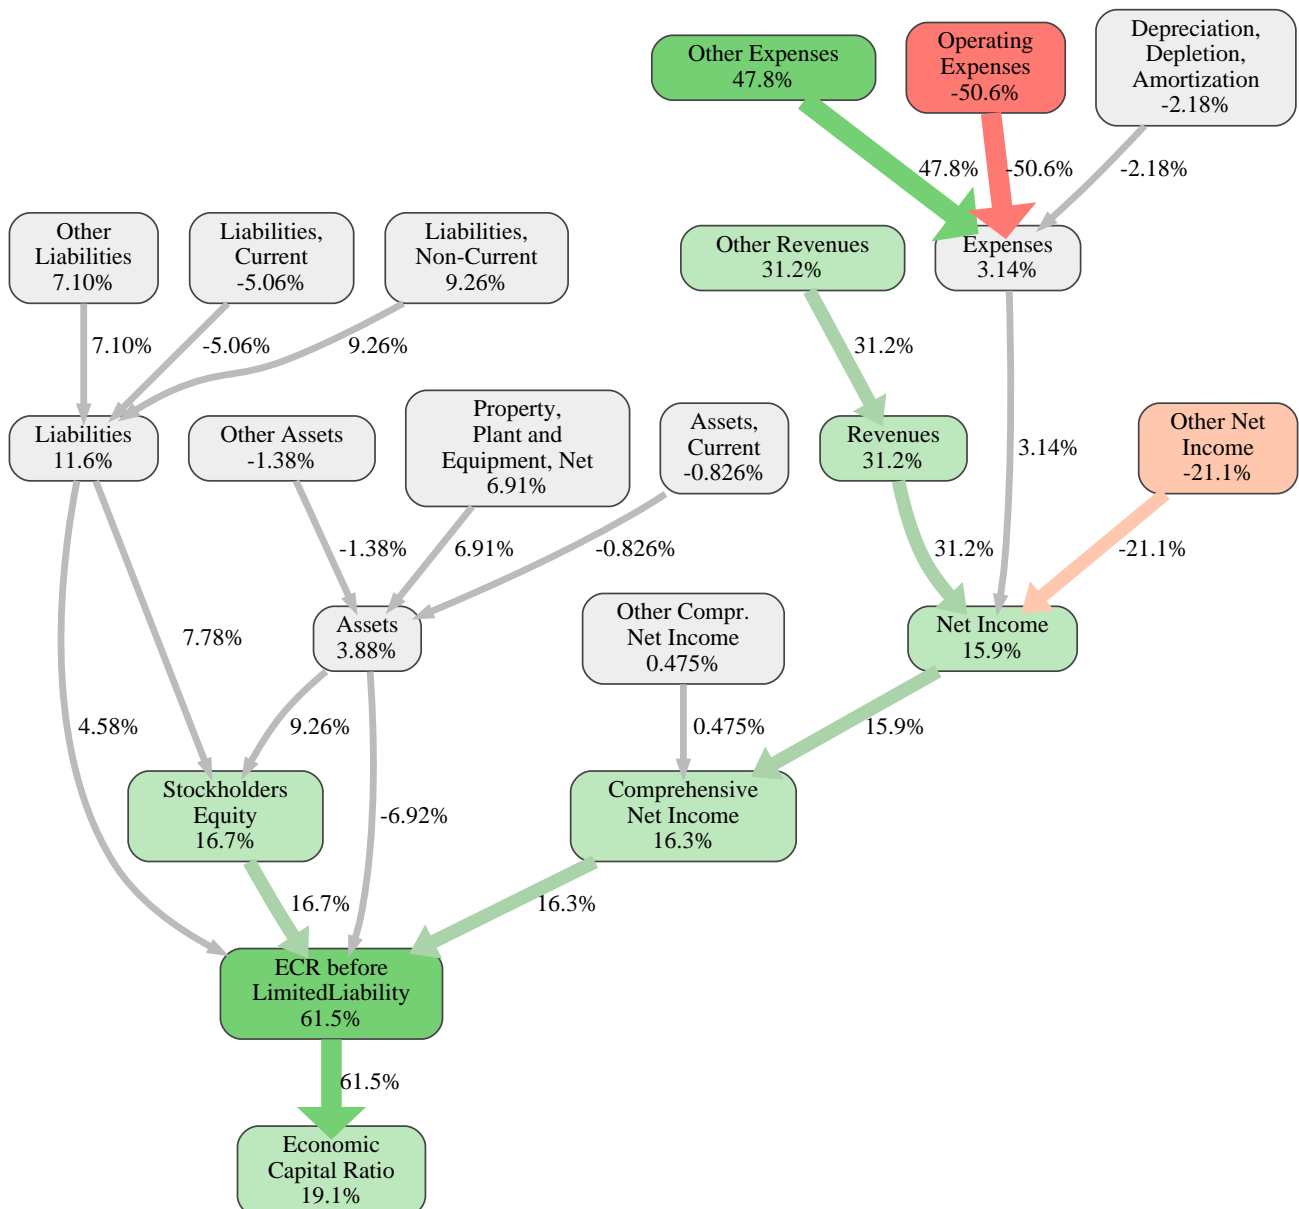 Other Expenses
47.8%
Operating
Expenses
-50.6%
Depreciation,
Depletion,
Amortization
-2.18%
47.8%
-50.6%
-2.18%
Other
Liabilities
7.10%
Liabilities,
Current
-5.06%
Liabilities,
Non-Current
9.26%
Other Revenues
31.2%
Expenses
3.14%
7.10%
-5.06%
9.26%
31.2%
Liabilities
11.6%
Other Assets
-1.38%
Property,
Plant and
Equipment, Net
6.91%
Assets,
Current
-0.826%
Revenues
31.2%
3.14%
Other Net
Income
-21.1%
-1.38%
6.91%
-0.826%
31.2%
-21.1%
Assets
3.88%
Other Compr.
Net Income
0.475%
Net Income
15.9%
7.78%
4.58%
9.26%
0.475%
15.9%
Stockholders
Equity
16.7%
-6.92%
Comprehensive
Net Income
16.3%
16.7%
16.3%
ECR before
LimitedLiability
61.5%
61.5%
Economic
Capital Ratio
19.1%